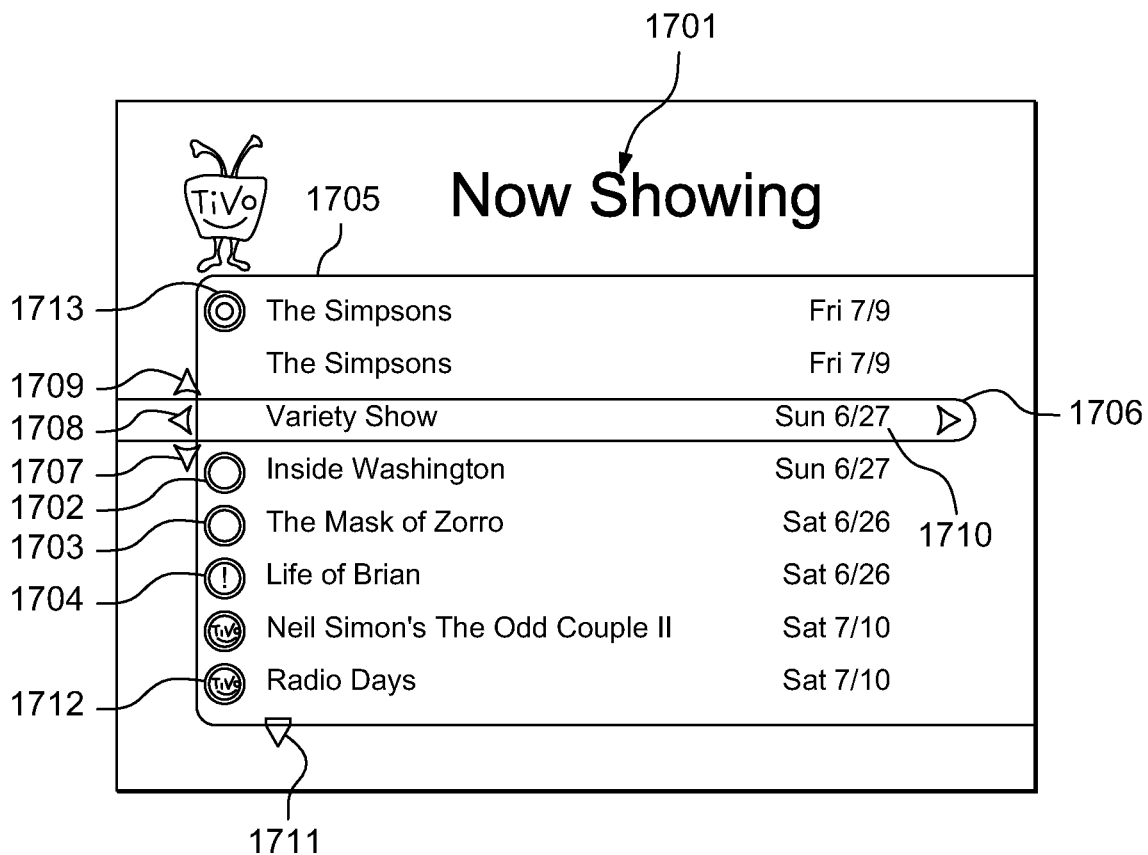 1701
TiVo
1705
Now Showing
1713
The Simpsons Fri 7/9
The Simpsons Fri 7/9
1709
1708
Variety Show Sun 6/27
1706
1707
Inside Washington Sun 6/27
1702
The Mask of Zorro Sat 6/26
1710
1703
! Life of Brian Sat 6/26
1704
TiVo Neil Simon's The Odd Couple II Sat 7/10
TiVo Radio Days Sat 7/10
1712
1711